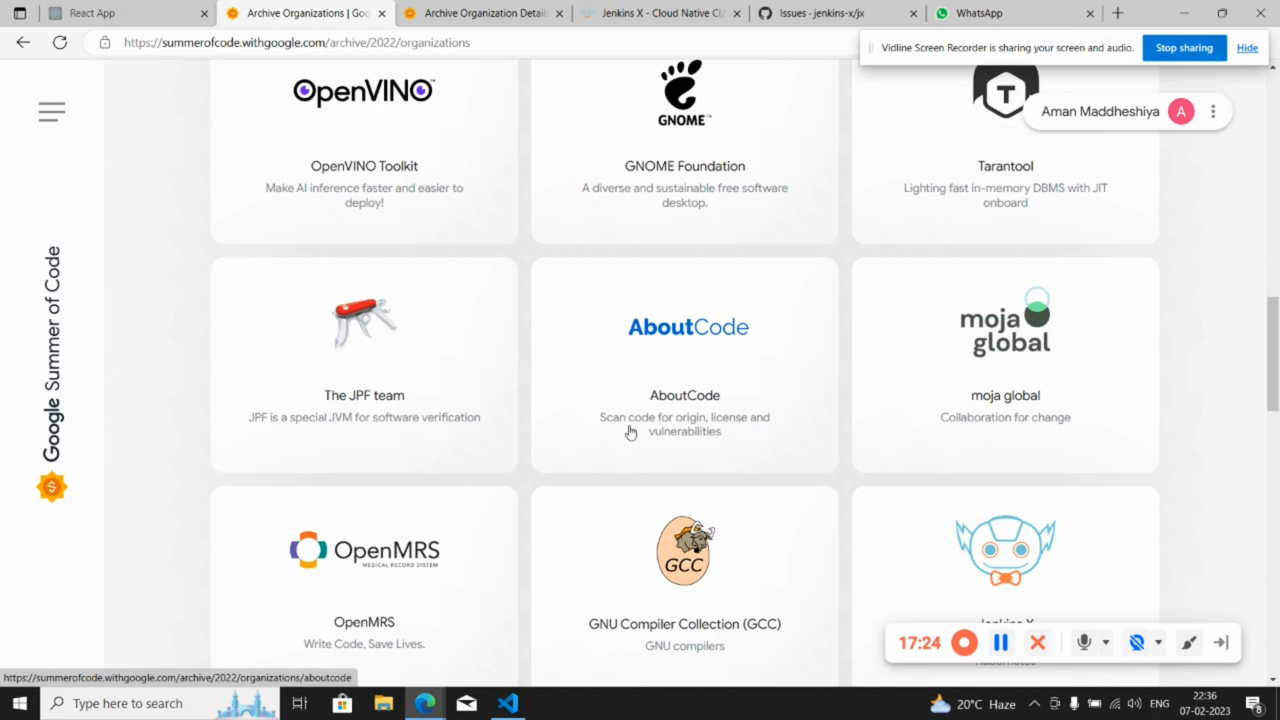 React App
Archive Organizations | Goo
Archive Organization Details
Jenkins X - Cloud Native CI/
Issues · jenkins-x/jx
WhatsApp
https://summerofcode.withgoogle.com/archive/2022/organizations
Vidline Screen Recorder is sharing your screen and audio.
Stop sharing
Hide
Aman Maddheshiya
A
Google Summer of Code
OpenVINO™
OpenVINO Toolkit
Make AI inference faster and easier to
deploy!
GNOME™
GNOME Foundation
A diverse and sustainable free software
desktop.
T
Tarantool
Lighting fast in-memory DBMS with JIT
onboard
The JPF team
JPF is a special JVM for software verification
AboutCode
AboutCode
Scan code for origin, license and
vulnerabilities
moja
global
moja global
Collaboration for change
OpenMRS
MEDICAL RECORD SYSTEM
OpenMRS
Write Code, Save Lives.
GCC
GNU Compiler Collection (GCC)
GNU compilers
Jenkins X
Kubernetes
17:24
https://summerofcode.withgoogle.com/archive/2022/organizations/aboutcode
Type here to search
20°C Haze
ENG
22:36
07-02-2023
8